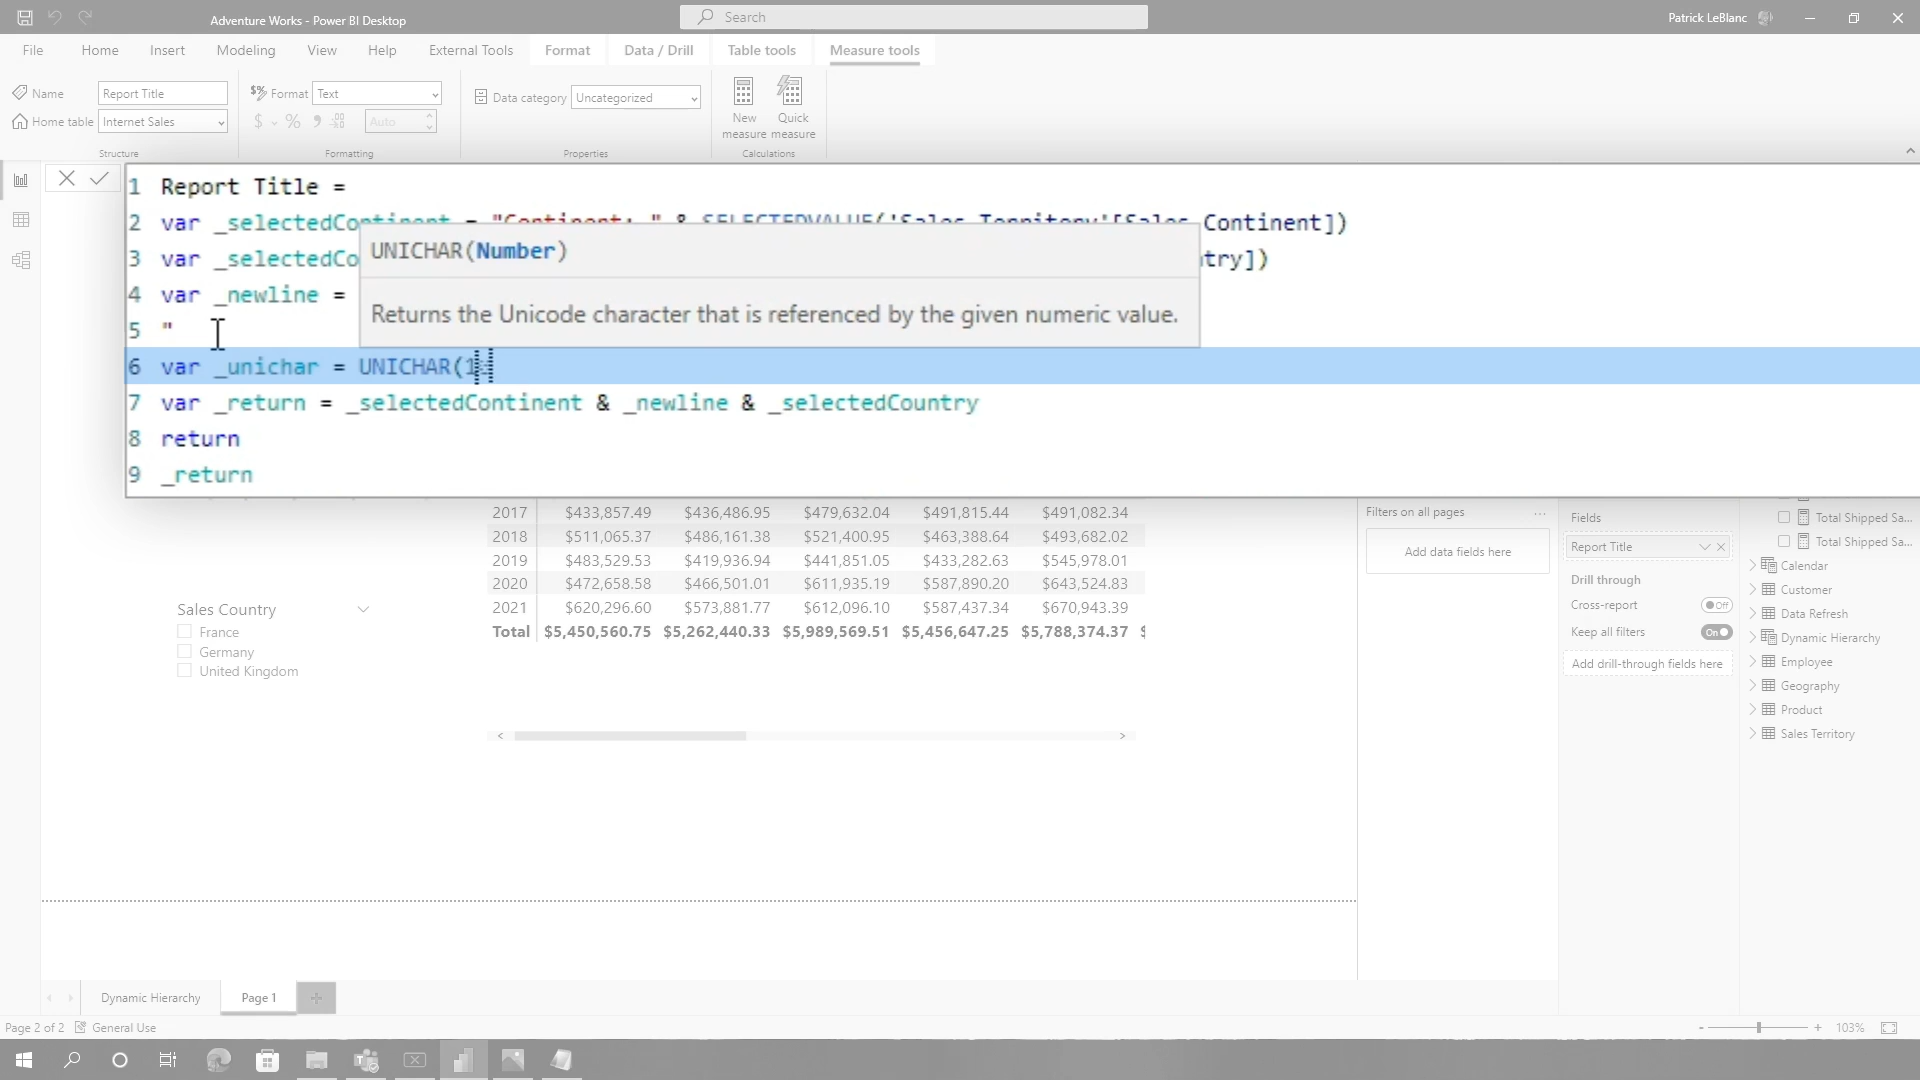 Adventure Works - Power BI Desktop
Search
Patrick LeBlanc
File Home Insert Modeling View Help External Tools Format Data / Drill Table tools Measure tools
Name Report Title
Home table Internet Sales
Structure
$% Format Text
$ % 9 Auto
Formatting
Data category Uncategorized
Properties
New measure
Quick measure
Calculations
1 Report Title =
2 var _selectedContinent = "Continent: " & SELECTEDVALUE('Sales Territory'[Sales Continent])
3 var _selectedCo try])
4 var _newline =
5 "
6 var _unichar = UNICHAR(1
7 var _return = _selectedContinent & _newline & _selectedCountry
8 return
9 _return
UNICHAR(Number)
Returns the Unicode character that is referenced by the given numeric value.
2017 $433,857.49 $436,486.95 $479,632.04 $491,815.44 $491,082.34
2018 $511,065.37 $486,161.38 $521,400.95 $463,388.64 $493,682.02
2019 $483,529.53 $419,936.94 $441,851.05 $433,282.63 $545,978.01
2020 $472,658.58 $466,501.01 $611,935.19 $587,890.20 $643,524.83
2021 $620,296.60 $573,881.77 $612,096.10 $587,437.34 $670,943.39
Total $5,450,560.75 $5,262,440.33 $5,989,569.51 $5,456,647.25 $5,788,374.37 $
Sales Country
France
Germany
United Kingdom
Filters on all pages ...
Add data fields here
Fields
Report Title
Drill through
Cross-report Off
Keep all filters On
Add drill-through fields here
Total Shipped Sa...
Total Shipped Sa...
Calendar
Customer
Data Refresh
Dynamic Hierarchy
Employee
Geography
Product
Sales Territory
Dynamic Hierarchy Page 1 +
Page 2 of 2 General Use
- + 103%